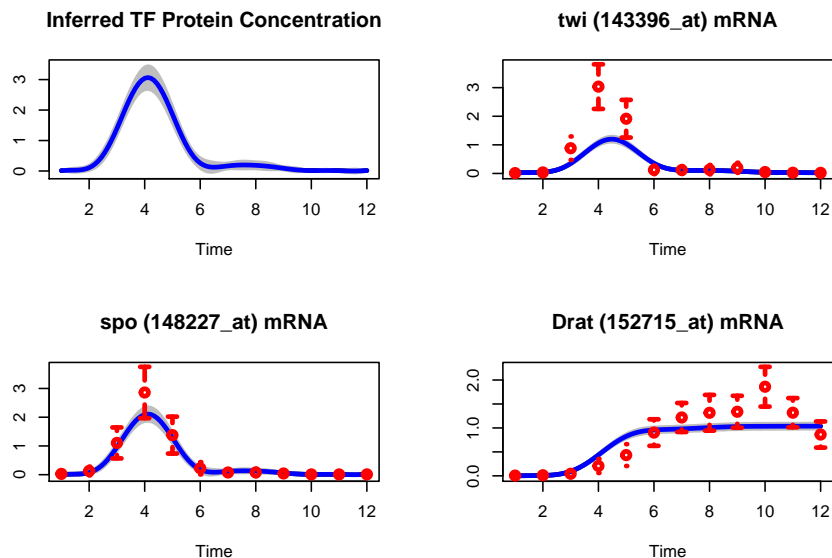 Inferred TF Protein Concentration
3
2
1
0
2 4 6 8 10 12
Time
twi (143396_at) mRNA
3
2
1
0
2 4 6 8 10 12
Time
spo (148227_at) mRNA
3
2
1
0
2 4 6 8 10 12
Time
Drat (152715_at) mRNA
2.0
1.0
0.0
2 4 6 8 10 12
Time